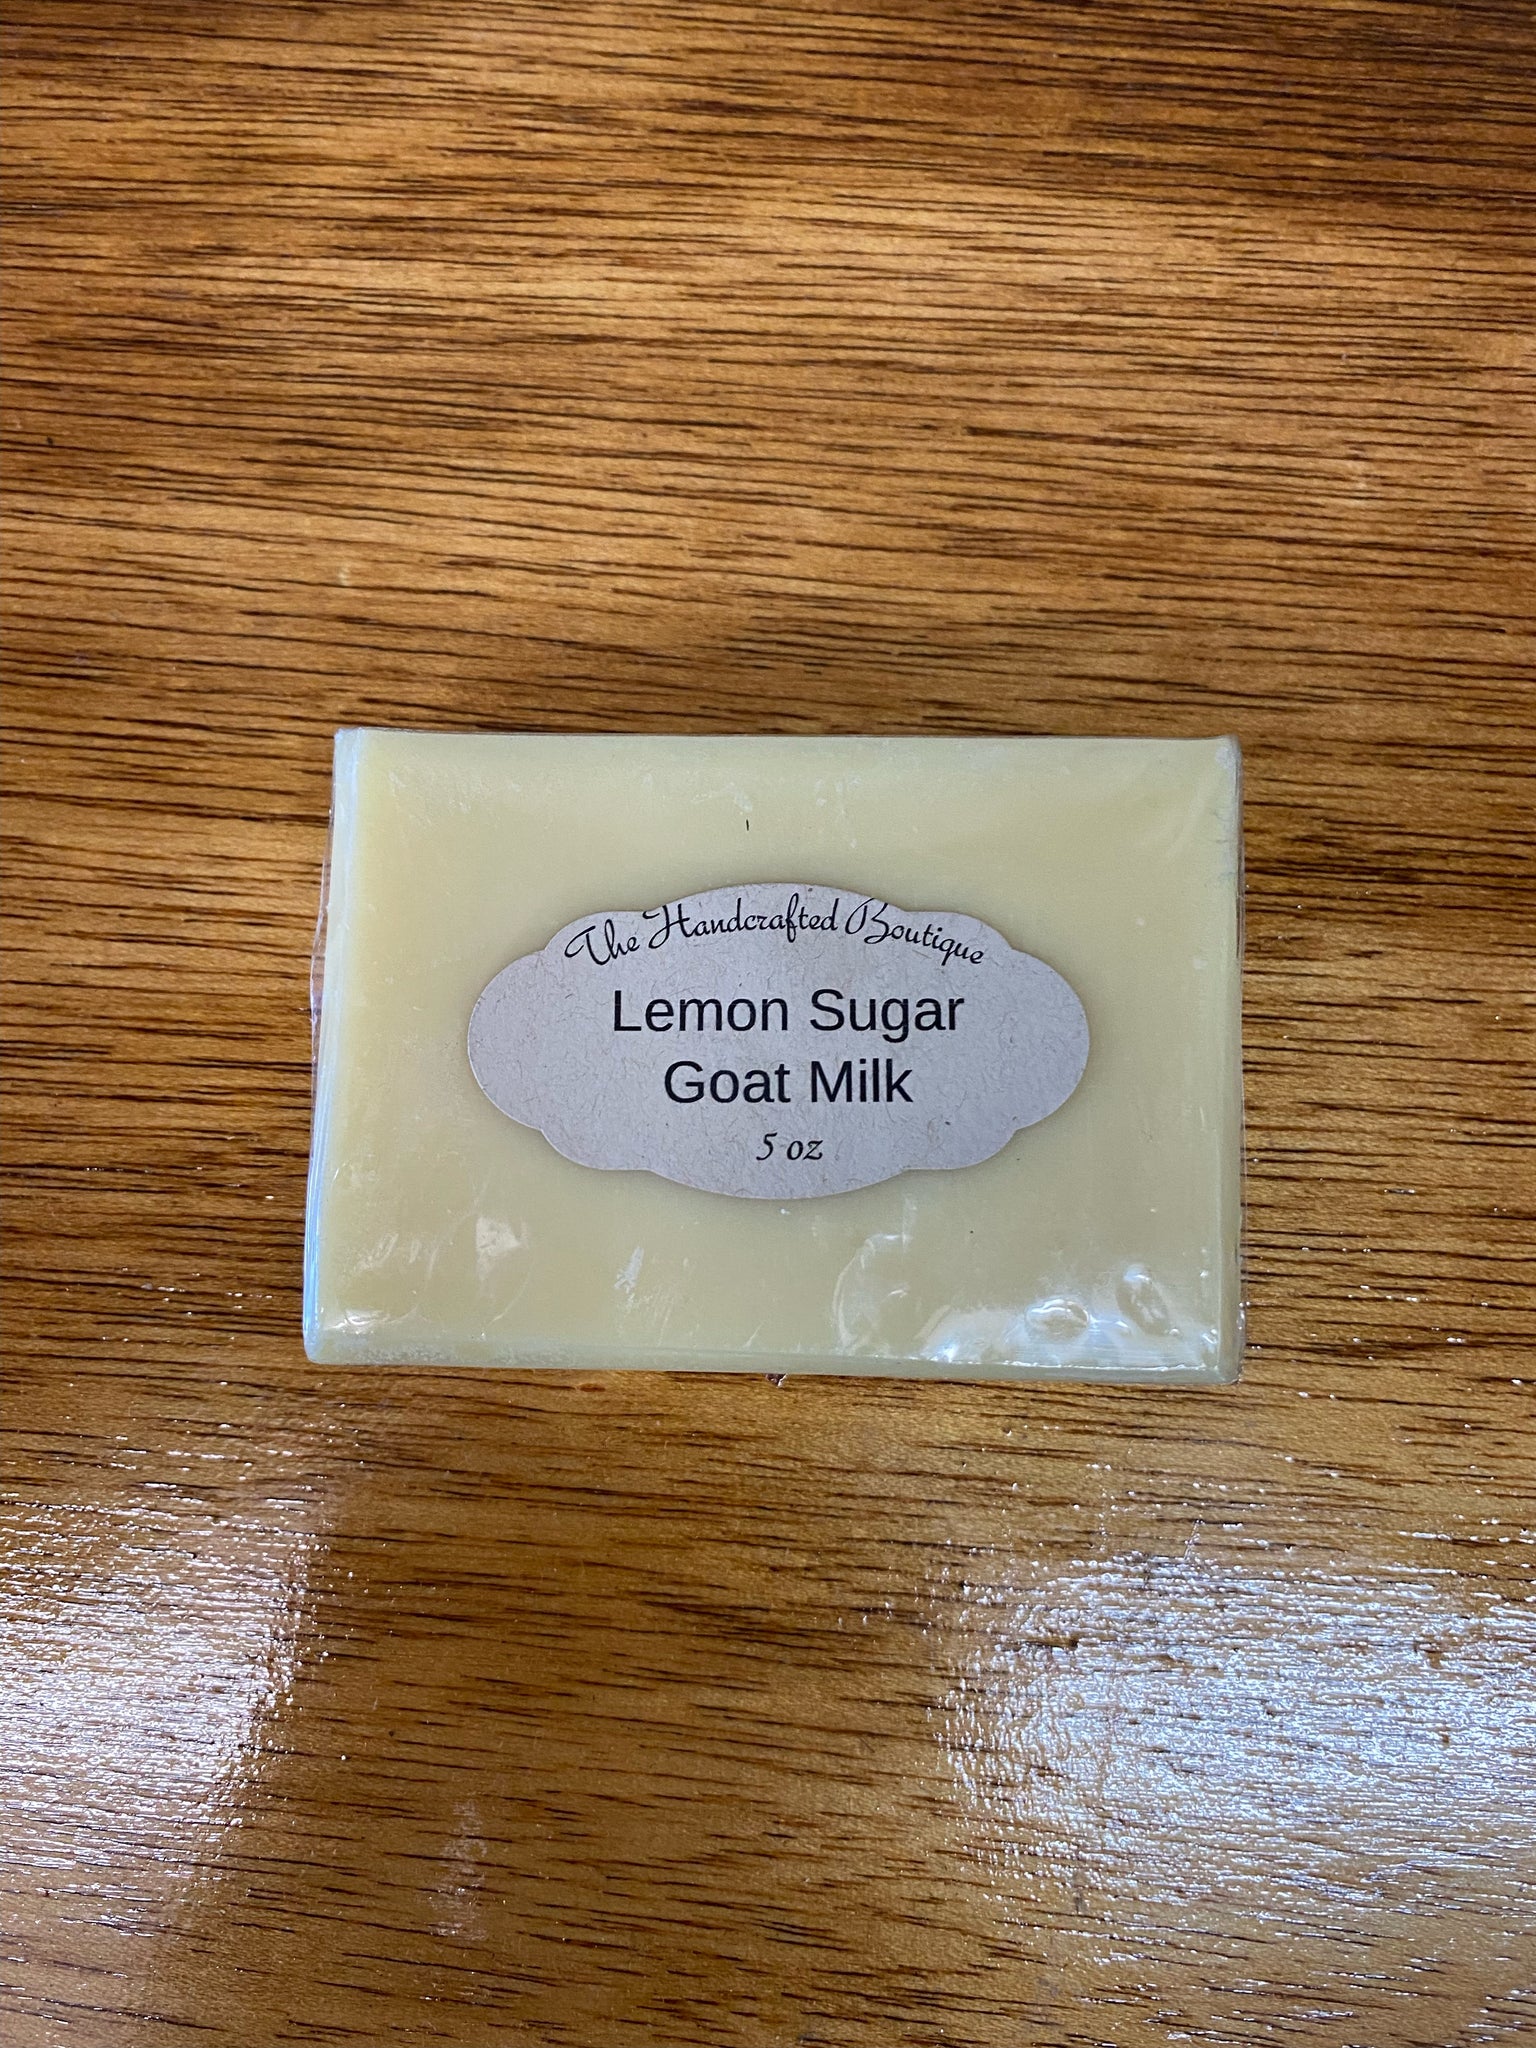 The Handcrafted Boutique
Lemon Sugar
Goat Milk
5 oz